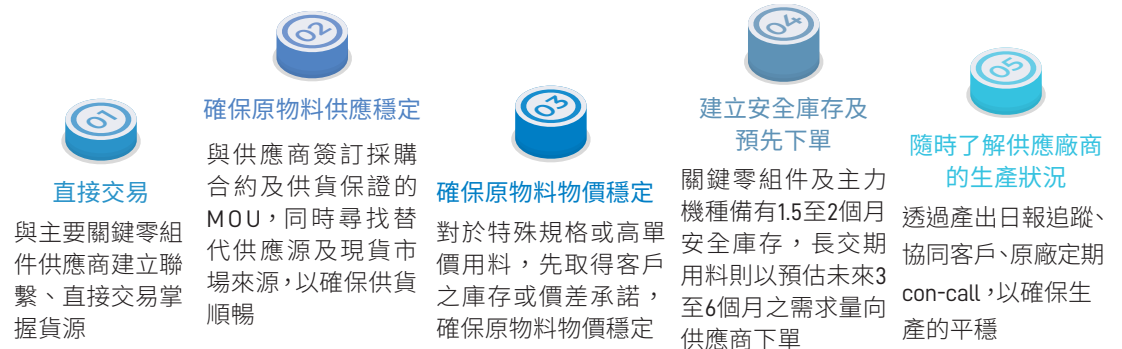 01
直接交易
與主要關鍵零組
件供應商建立聯
繫、直接交易掌
握貨源
02
確保原物料供應穩定
與供應商簽訂採購
合約及供貨保證的
MOU，同時尋找替
代供應源及現貨市
場來源，以確保供貨
順暢
03
確保原物料物價穩定
對於特殊規格或高單
價用料，先取得客戶
之庫存或價差承諾，
確保原物料物價穩定
04
建立安全庫存及
預先下單
關鍵零組件及主力
機種備有1.5至2個月
安全庫存，長交期
用料則以預估未來3
至6個月之需求量向
供應商下單
05
隨時了解供應廠商
的生產狀況
透過產出日報追蹤、
協同客戶、原廠定期
con-call，以確保生
產的平穩